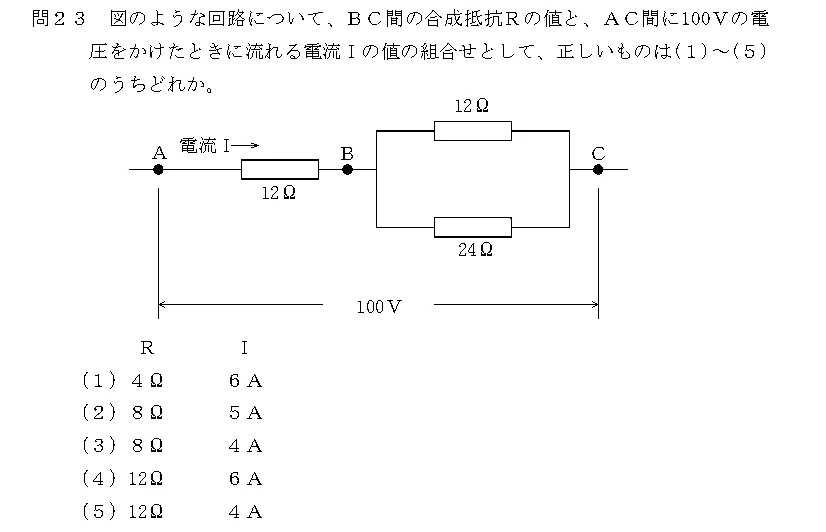 問２３　図のような回路について、ＢＣ間の合成抵抗Ｒの値と、ＡＣ間に100Ｖの電
圧をかけたときに流れる電流Ｉの値の組合せとして、正しいものは(１)～(５)
のうちどれか。
12Ω
電流Ｉ→
A B C
12Ω
24Ω
100Ｖ
Ｒ Ｉ
(１) ４Ω ６Ａ
(２) ８Ω ５Ａ
(３) ８Ω ４Ａ
(４) 12Ω ６Ａ
(５) 12Ω ４Ａ